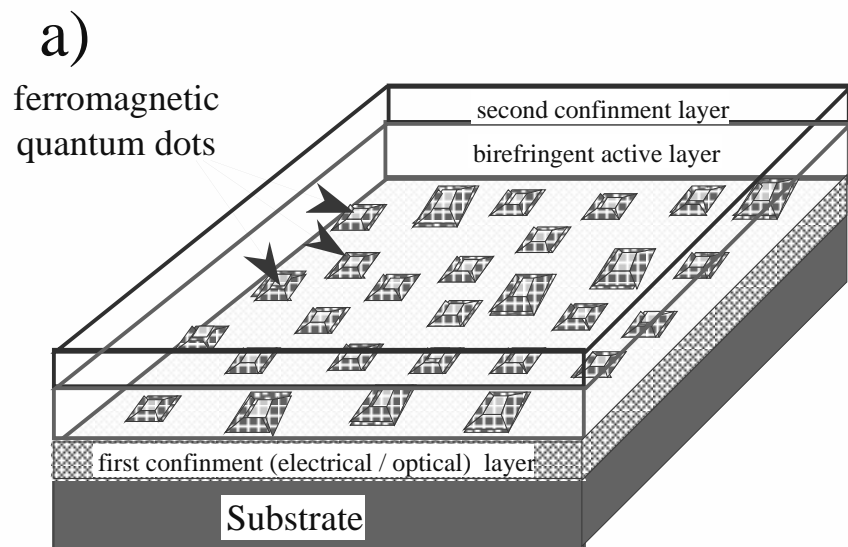 a)
ferromagnetic
quantum dots
second confinment layer
birefringent active layer
first confinment (electrical / optical) layer
Substrate